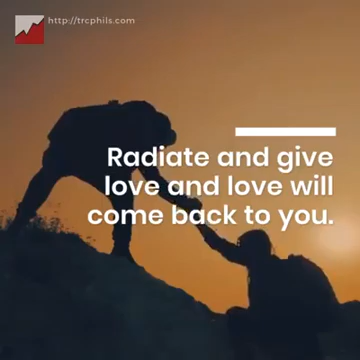 http://trcphils.com
Radiate and give
love and love will
come back to you.